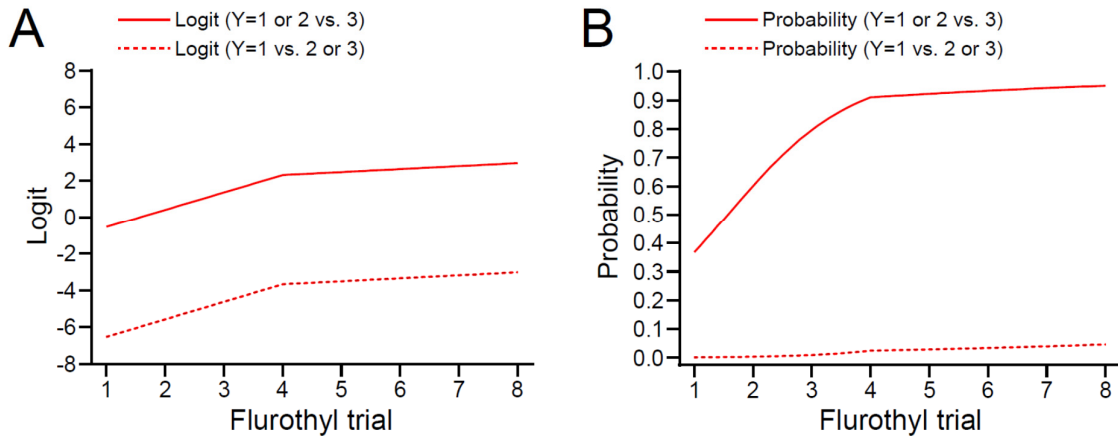 A
Logit (Y=1 or 2 vs. 3)
Logit (Y=1 vs. 2 or 3)
8
6
4
2
0
-2
-4
-6
-8
Logit
1 2 3 4 5 6 7 8
Flurothyl trial
B
Probability (Y=1 or 2 vs. 3)
Probability (Y=1 vs. 2 or 3)
1.0
0.9
0.8
0.7
0.6
0.5
0.4
0.3
0.2
0.1
0.0
Probability
1 2 3 4 5 6 7 8
Flurothyl trial